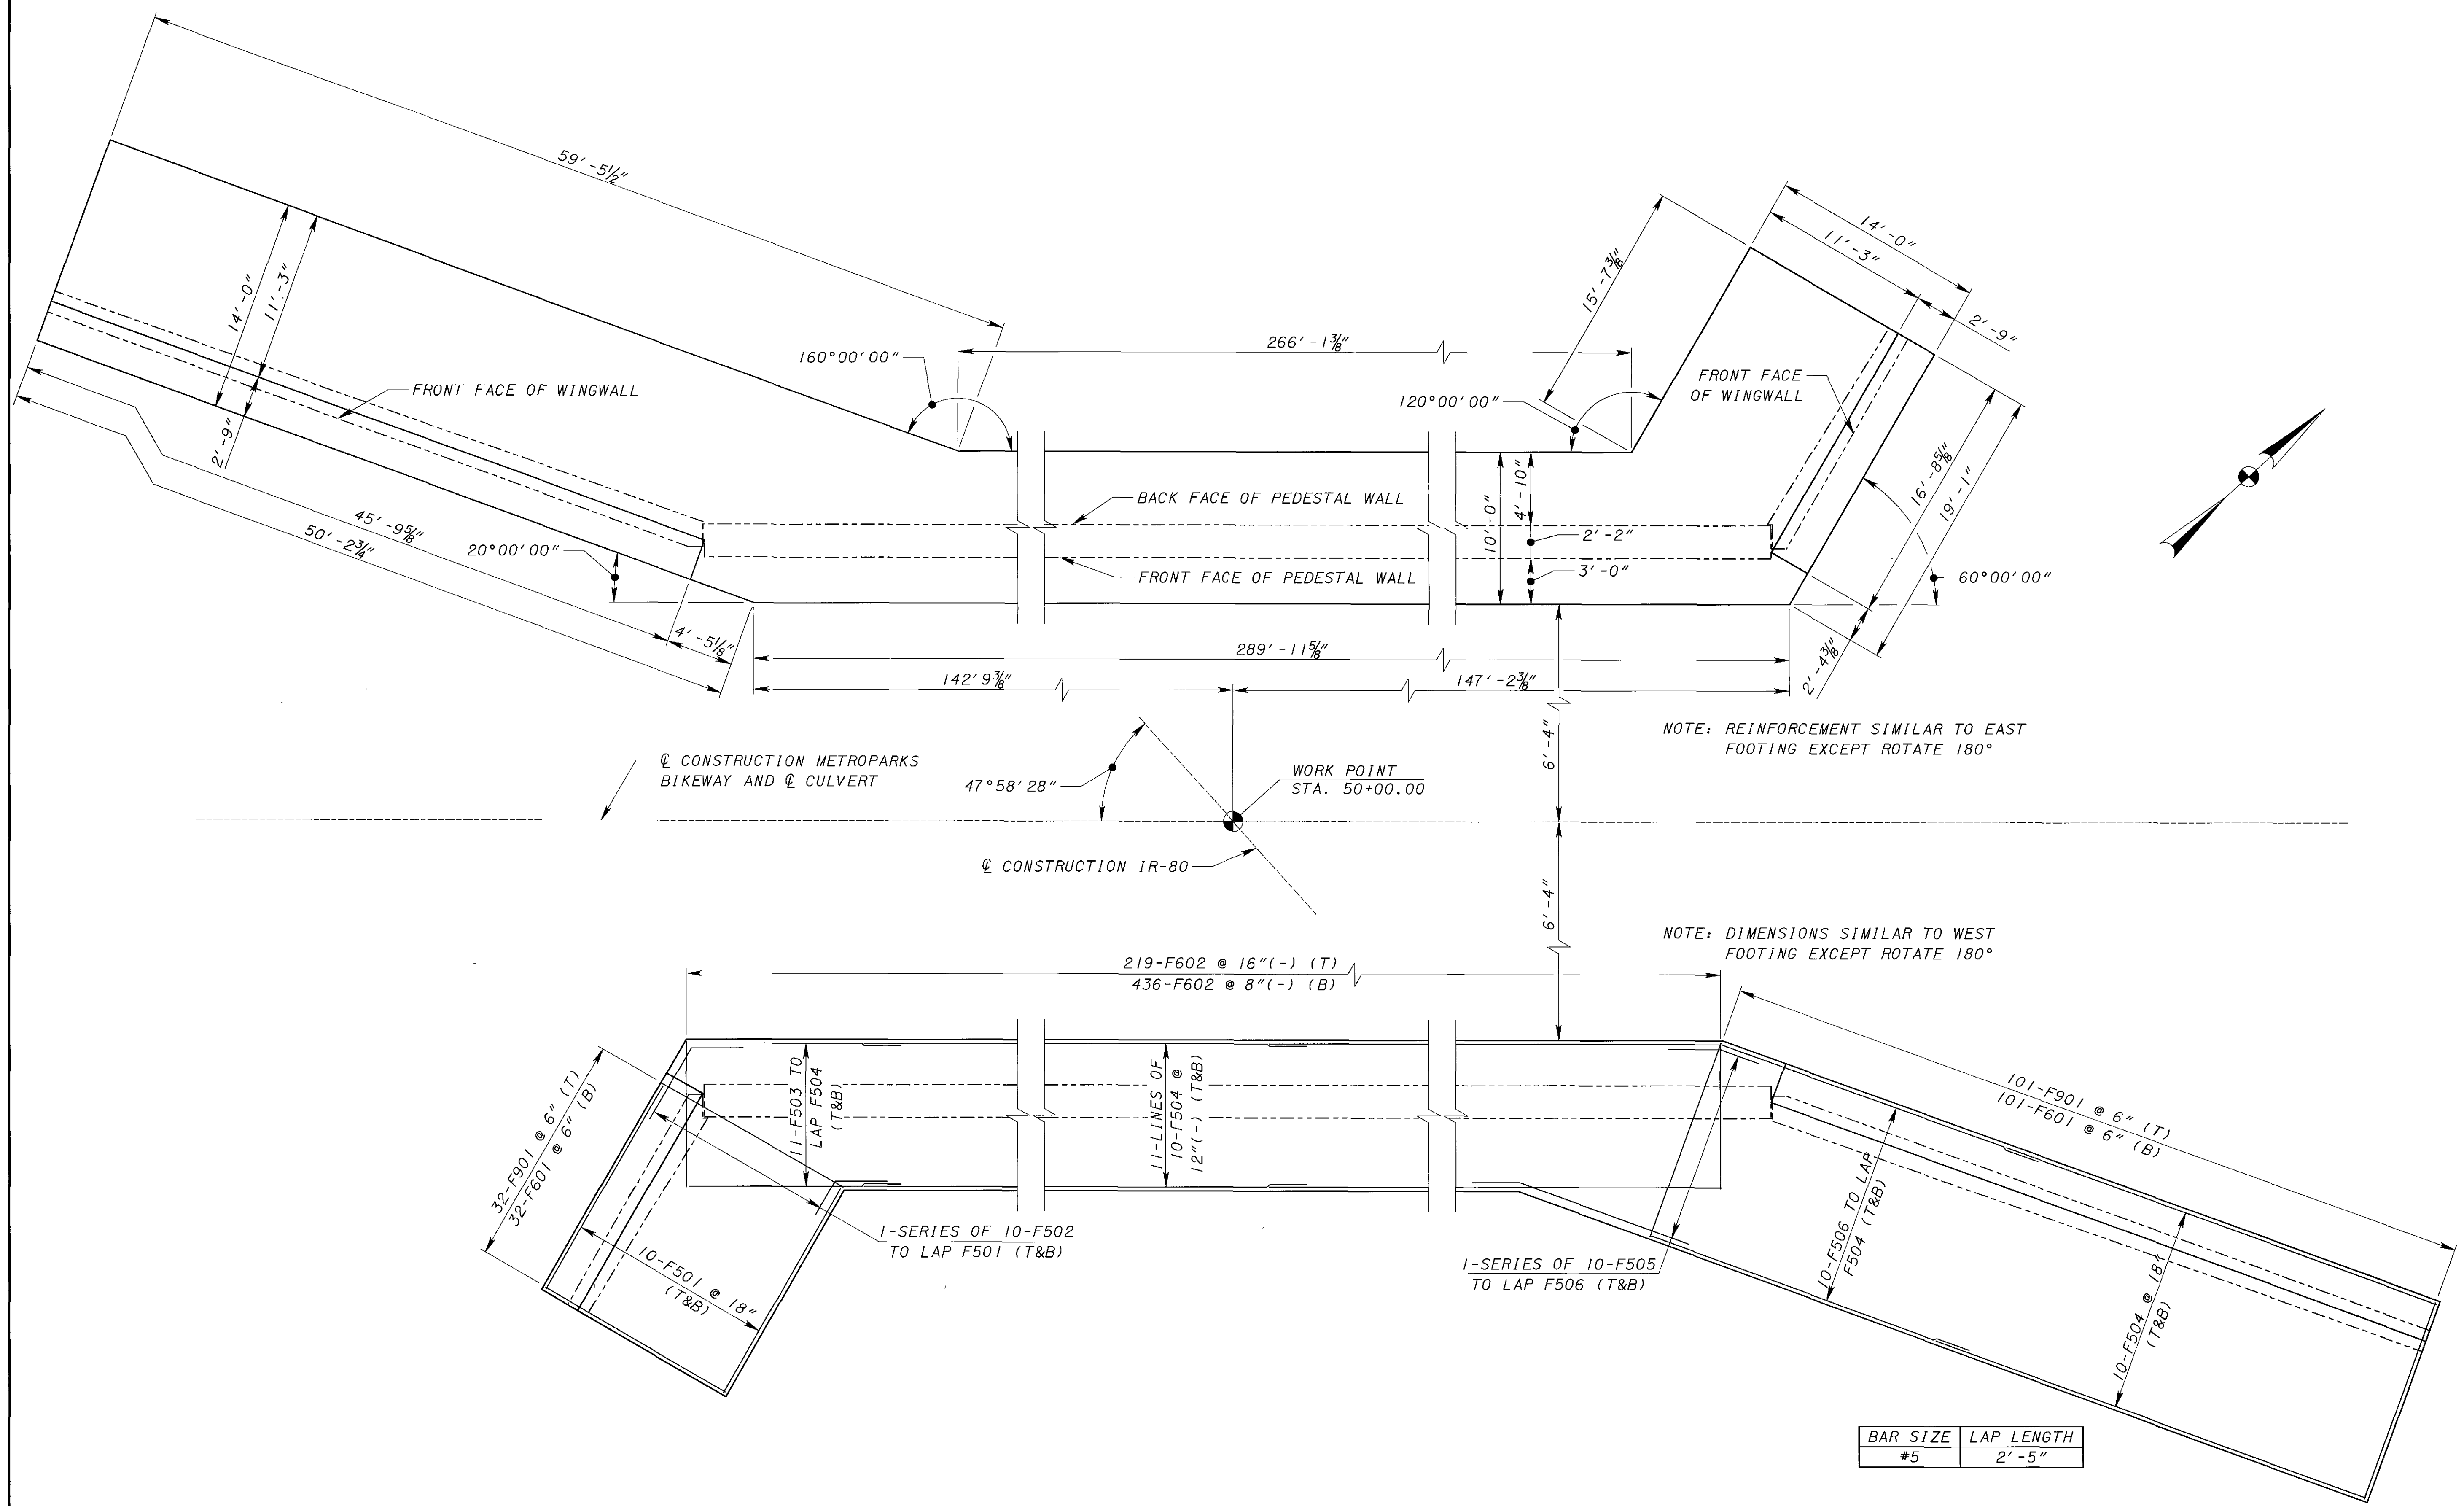 59'-5½"
14'-0"
11'-3"
2'-9"
FRONT FACE OF WINGWALL
160°00'00"
266'-1⅜"
120°00'00"
15'-7⅜"
14'-0"
11'-3"
2'-9"
FRONT FACE
OF WINGWALL
45'-9⅝"
50'-2¾"
20°00'00"
4'-5⅛"
BACK FACE OF PEDESTAL WALL
FRONT FACE OF PEDESTAL WALL
10'-0"
4'-10"
2'-2"
3'-0"
16'-8⅝"
19'-1"
60°00'00"
2'-4⅜"
289'-11⅝"
142'9⅜"
147'-2⅜"
6'-4"
NOTE: REINFORCEMENT SIMILAR TO EAST
FOOTING EXCEPT ROTATE 180°
℄ CONSTRUCTION METROPARKS
BIKEWAY AND ℄ CULVERT
47°58'28"
WORK POINT
STA. 50+00.00
℄ CONSTRUCTION IR-80
6'-4"
NOTE: DIMENSIONS SIMILAR TO WEST
FOOTING EXCEPT ROTATE 180°
219-F602 @ 16"(-) (T)
436-F602 @ 8"(-) (B)
32-F901 @ 6" (T)
32-F601 @ 6" (B)
11-F503 TO
LAP F504
(T&B)
11-LINES OF
10-F504 @
12"(-) (T&B)
101-F901 @ 6" (T)
101-F601 @ 6" (B)
1-SERIES OF 10-F502
TO LAP F501 (T&B)
10-F501 @ 18"
(T&B)
1-SERIES OF 10-F505
TO LAP F506 (T&B)
10-F506 TO LAP
F504 (T&B)
10-F504 @ 18"
(T&B)
BAR SIZE LAP LENGTH
#5 2'-5"